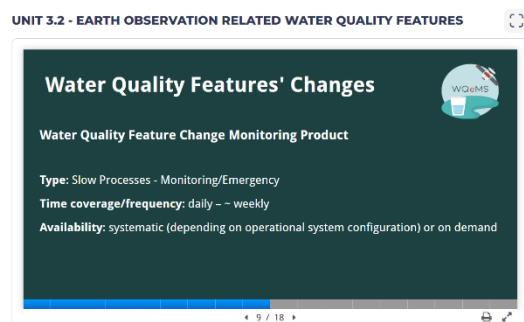 UNIT 3.2 - EARTH OBSERVATION RELATED WATER QUALITY FEATURES
Water Quality Features' Changes
WQeMS
Water Quality Feature Change Monitoring Product
Type: Slow Processes - Monitoring/Emergency
Time coverage/frequency: daily – ~ weekly
Availability: systematic (depending on operational system configuration) or on demand
9 / 18